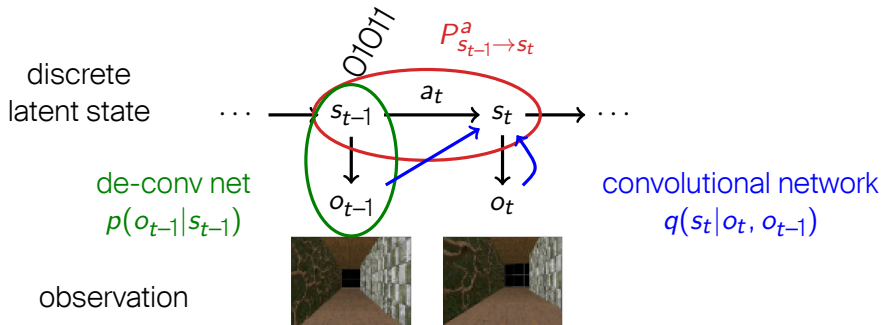 01011
P^a_{s_{t–1}→s_t}
discrete
latent state
··· s_{t–1} a_t s_t ···
de-conv net
p(o_{t–1}|s_{t–1})
o_{t–1} o_t
convolutional network
q(s_t|o_t, o_{t–1})
observation